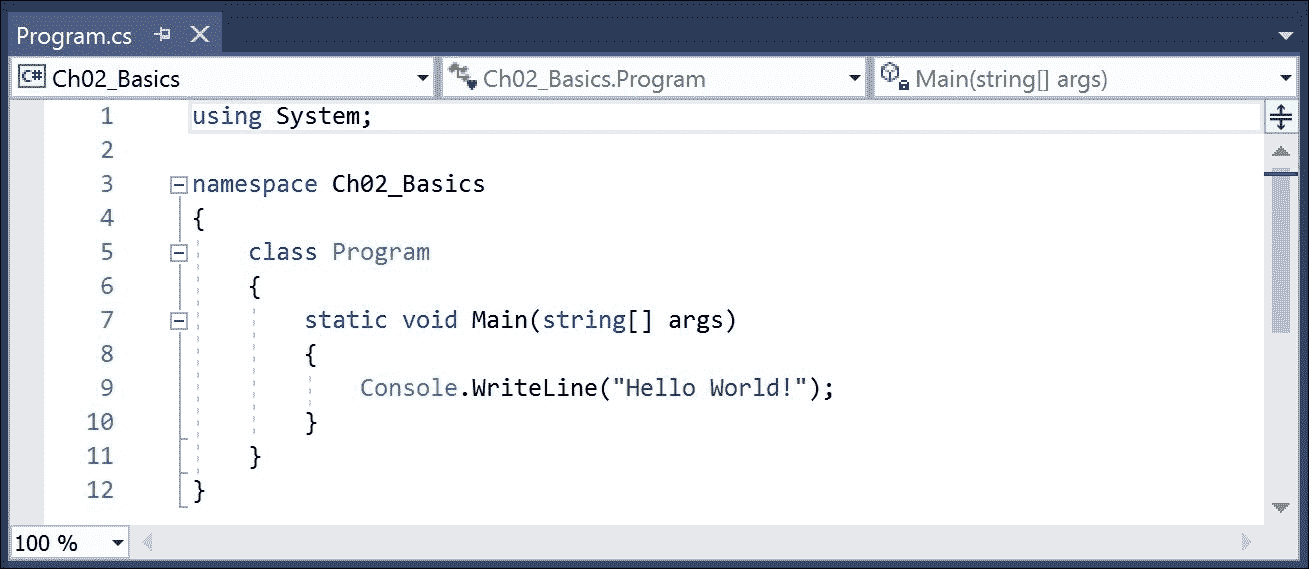 Program.cs
C# Ch02_Basics Ch02_Basics.Program Main(string[] args)
1 using System;
2
3 namespace Ch02_Basics
4 {
5     class Program
6     {
7         static void Main(string[] args)
8         {
9             Console.WriteLine("Hello World!");
10         }
11     }
12 }
100 %